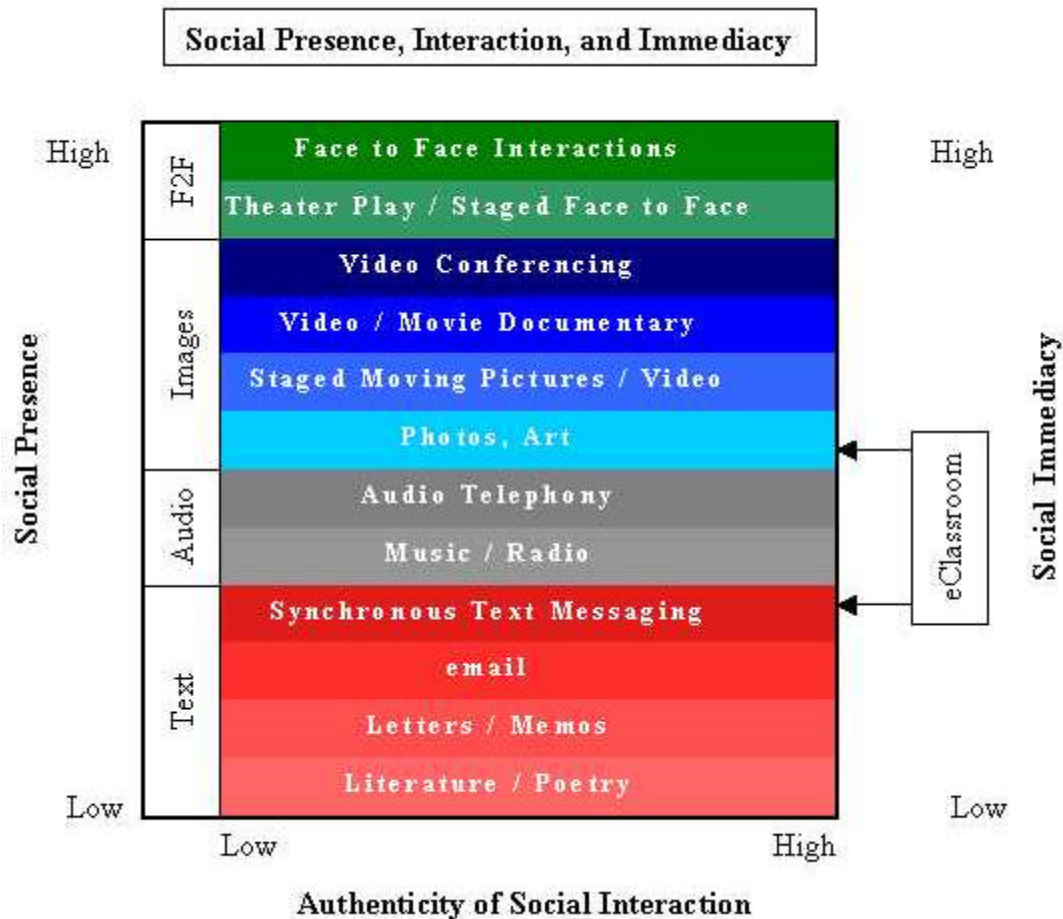 Social Presence, Interaction, and Immediacy
High
F2F
Face to Face Interactions
High
Theater Play / Staged Face to Face
Social Presence
Images
Video Conferencing
Video / Movie Documentary
Staged Moving Pictures / Video
Photos, Art
Social Immediacy
eClassroom
Audio
Audio Telephony
Music / Radio
Text
Synchronous Text Messaging
email
Letters / Memos
Literature / Poetry
Low
Low
Low
High
Authenticity of Social Interaction